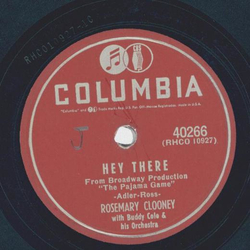 COLUMBIA
40266
(RHCO 10927)
HEY THERE
From Broadway Production
"The Pajama Game"
-Adler-Ross-
ROSEMARY CLOONEY
with Buddy Cole &
his Orchestra